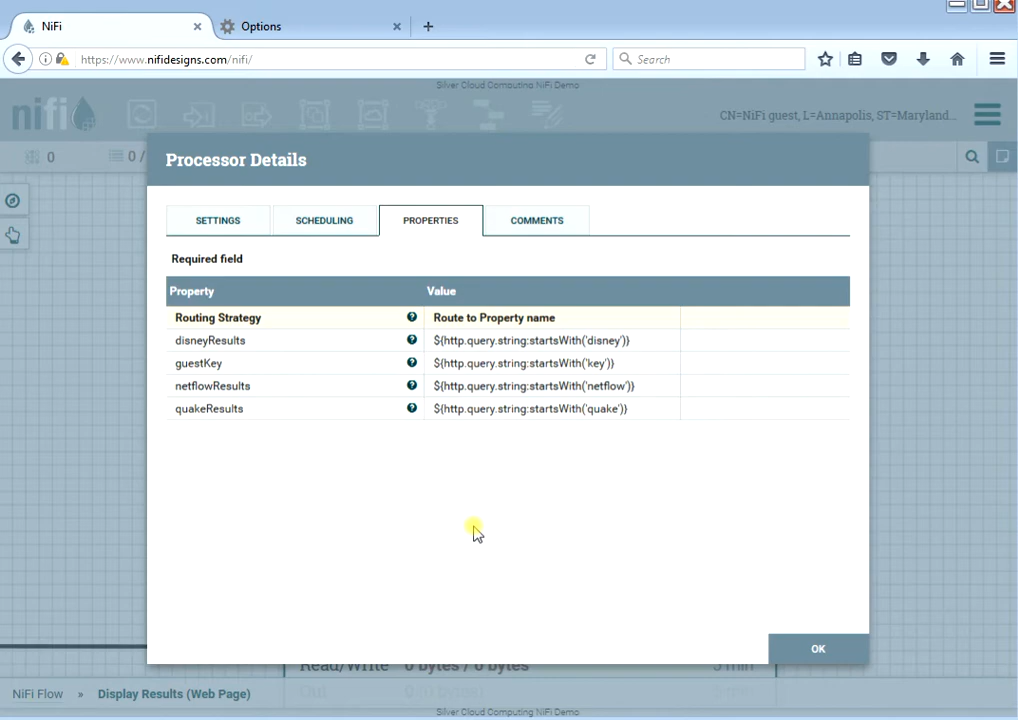 NiFi
Options
https://www.nifidesigns.com/nifi/
Search
Silver Cloud Computing NiFi Demo
nifi
CN=NiFi guest, L=Annapolis, ST=Maryland...
0
0 /
Processor Details
SETTINGS
SCHEDULING
PROPERTIES
COMMENTS
Required field
Property
Value
Routing Strategy
Route to Property name
disneyResults
${http.query.string:startsWith('disney')}
guestKey
${http.query.string:startsWith('key')}
netflowResults
${http.query.string:startsWith('netflow')}
quakeResults
${http.query.string:startsWith('quake')}
OK
Read/Write 0 bytes / 0 bytes 5 min
Out
NiFi Flow » Display Results (Web Page)
Silver Cloud Computing NiFi Demo